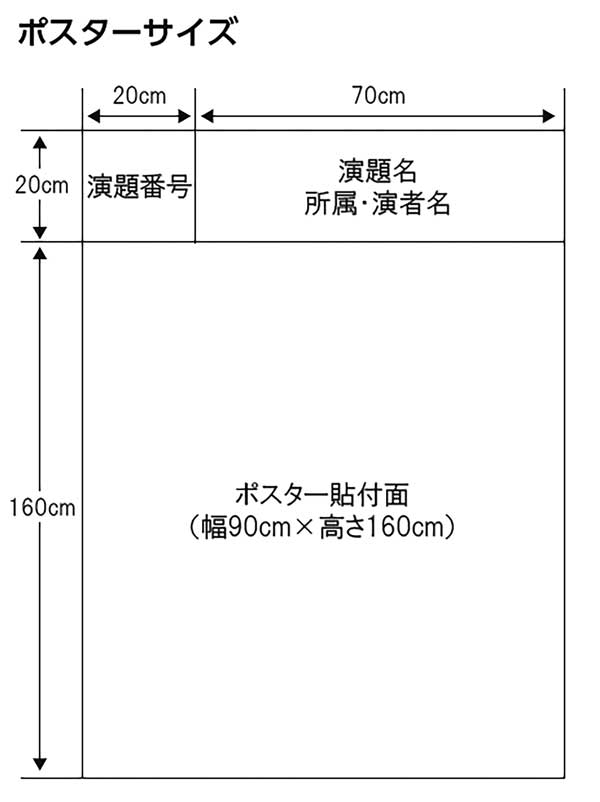 ポスターサイズ
20cm
70cm
20cm
演題番号
演題名
所属・演者名
160cm
ポスター貼付面
（幅90cm×高さ160cm）